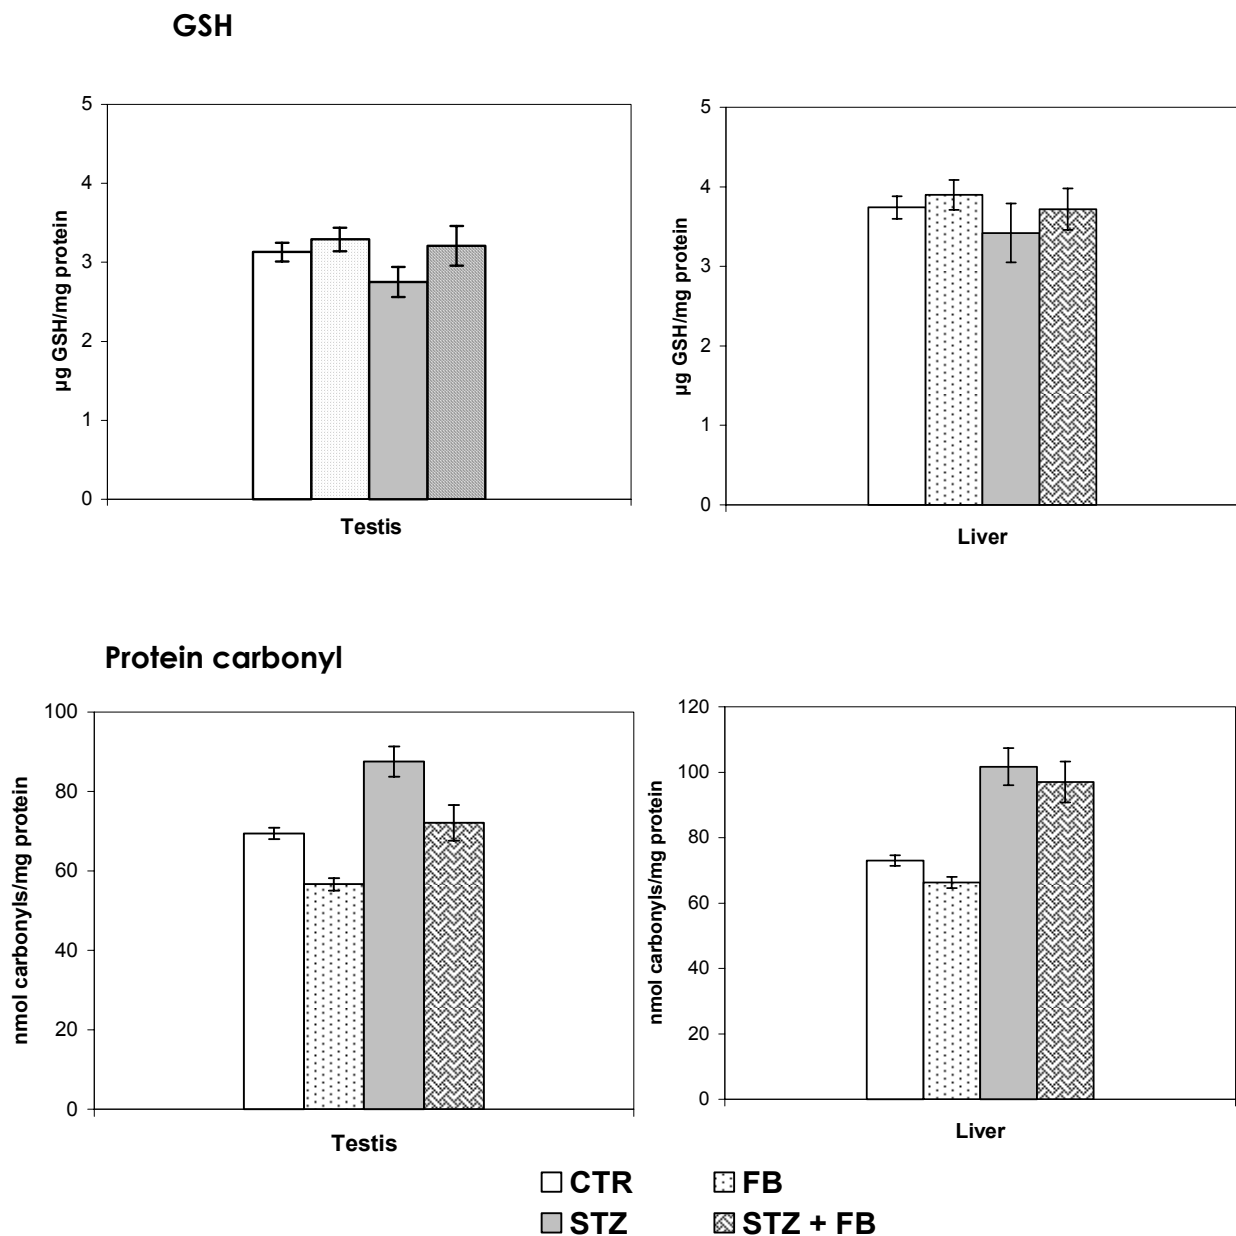 GSH
µg GSH/mg protein
5
4
3
2
1
0
Testis
µg GSH/mg protein
5
4
3
2
1
0
Liver
Protein carbonyl
nmol carbonyls/mg protein
100
80
60
40
20
0
Testis
nmol carbonyls/mg protein
120
100
80
60
40
20
0
Liver
CTR
FB
STZ
STZ + FB